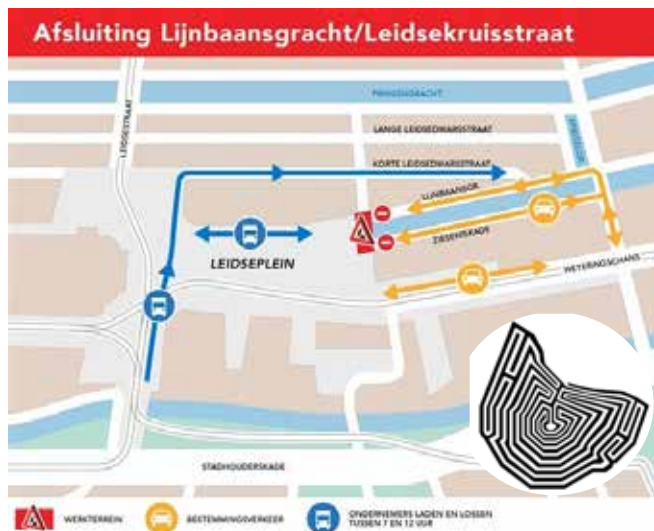 Afsluiting Lijnbaansgracht/Leidsekruisstraat
PRINSENGRACHT
LEIDSESTRAAT
LANGE LEIDSEDWARSSTRAAT
KORTE LEIDSEDWARSSTRAAT
LIJNBAANSGR
ZIESENISKADE
LEIDSEPLEIN
WETERINGSCHANS
STADHOUDERSKADE
WERKTERREIN
BESTEMMINGSVERKEER
ONDERNEMERS LADEN EN LOSSEN
TUSSEN 7 EN 12 UUR